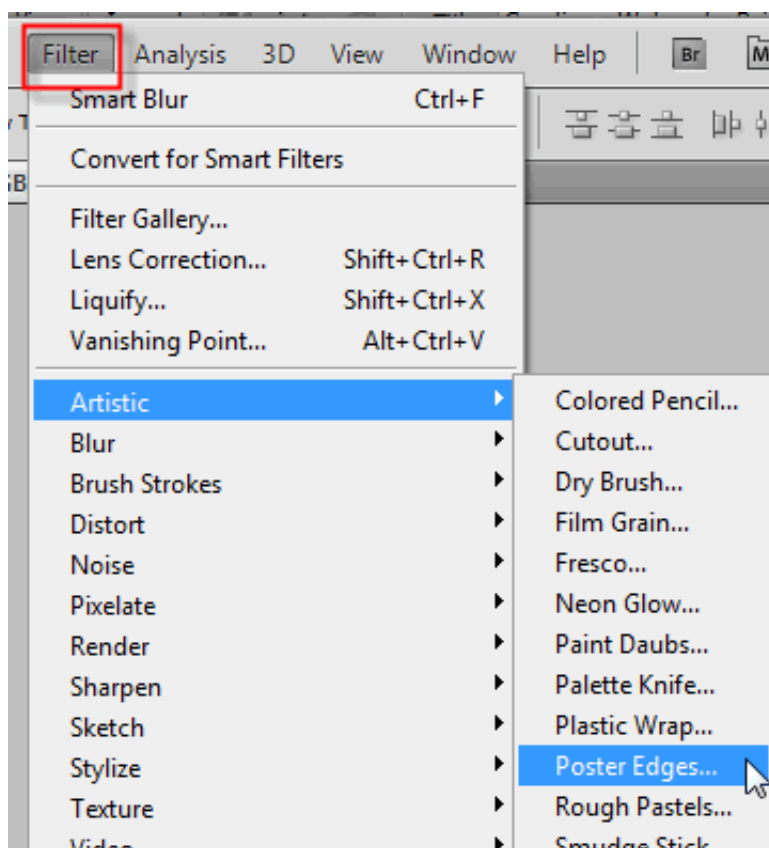 Filter Analysis 3D View Window Help Br M
Smart Blur Ctrl+F
Convert for Smart Filters
Filter Gallery...
Lens Correction... Shift+Ctrl+R
Liquify... Shift+Ctrl+X
Vanishing Point... Alt+Ctrl+V
Artistic
Blur
Brush Strokes
Distort
Noise
Pixelate
Render
Sharpen
Sketch
Stylize
Texture
Video
Colored Pencil...
Cutout...
Dry Brush...
Film Grain...
Fresco...
Neon Glow...
Paint Daubs...
Palette Knife...
Plastic Wrap...
Poster Edges...
Rough Pastels...
Smudge Stick